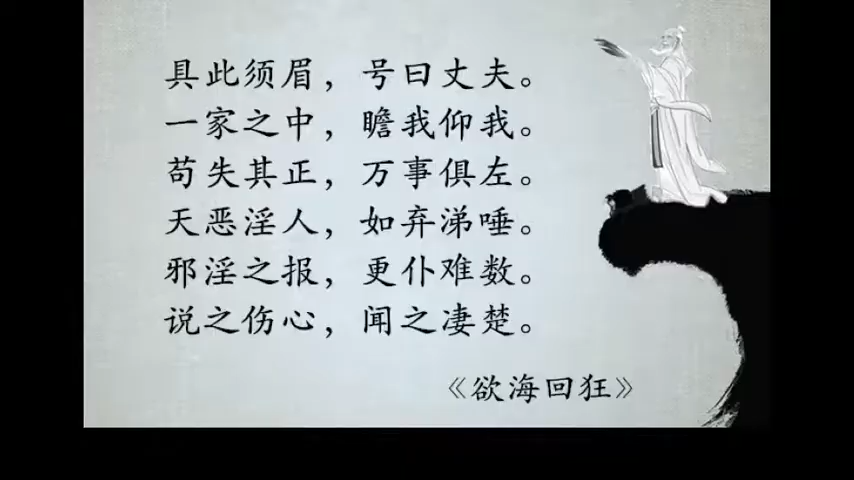 具此须眉，号曰丈夫。
一家之中，瞻我仰我。
苟失其正，万事俱左。
天恶淫人，如弃涕唾。
邪淫之报，更仆难数。
说之伤心，闻之凄楚。
《欲海回狂》